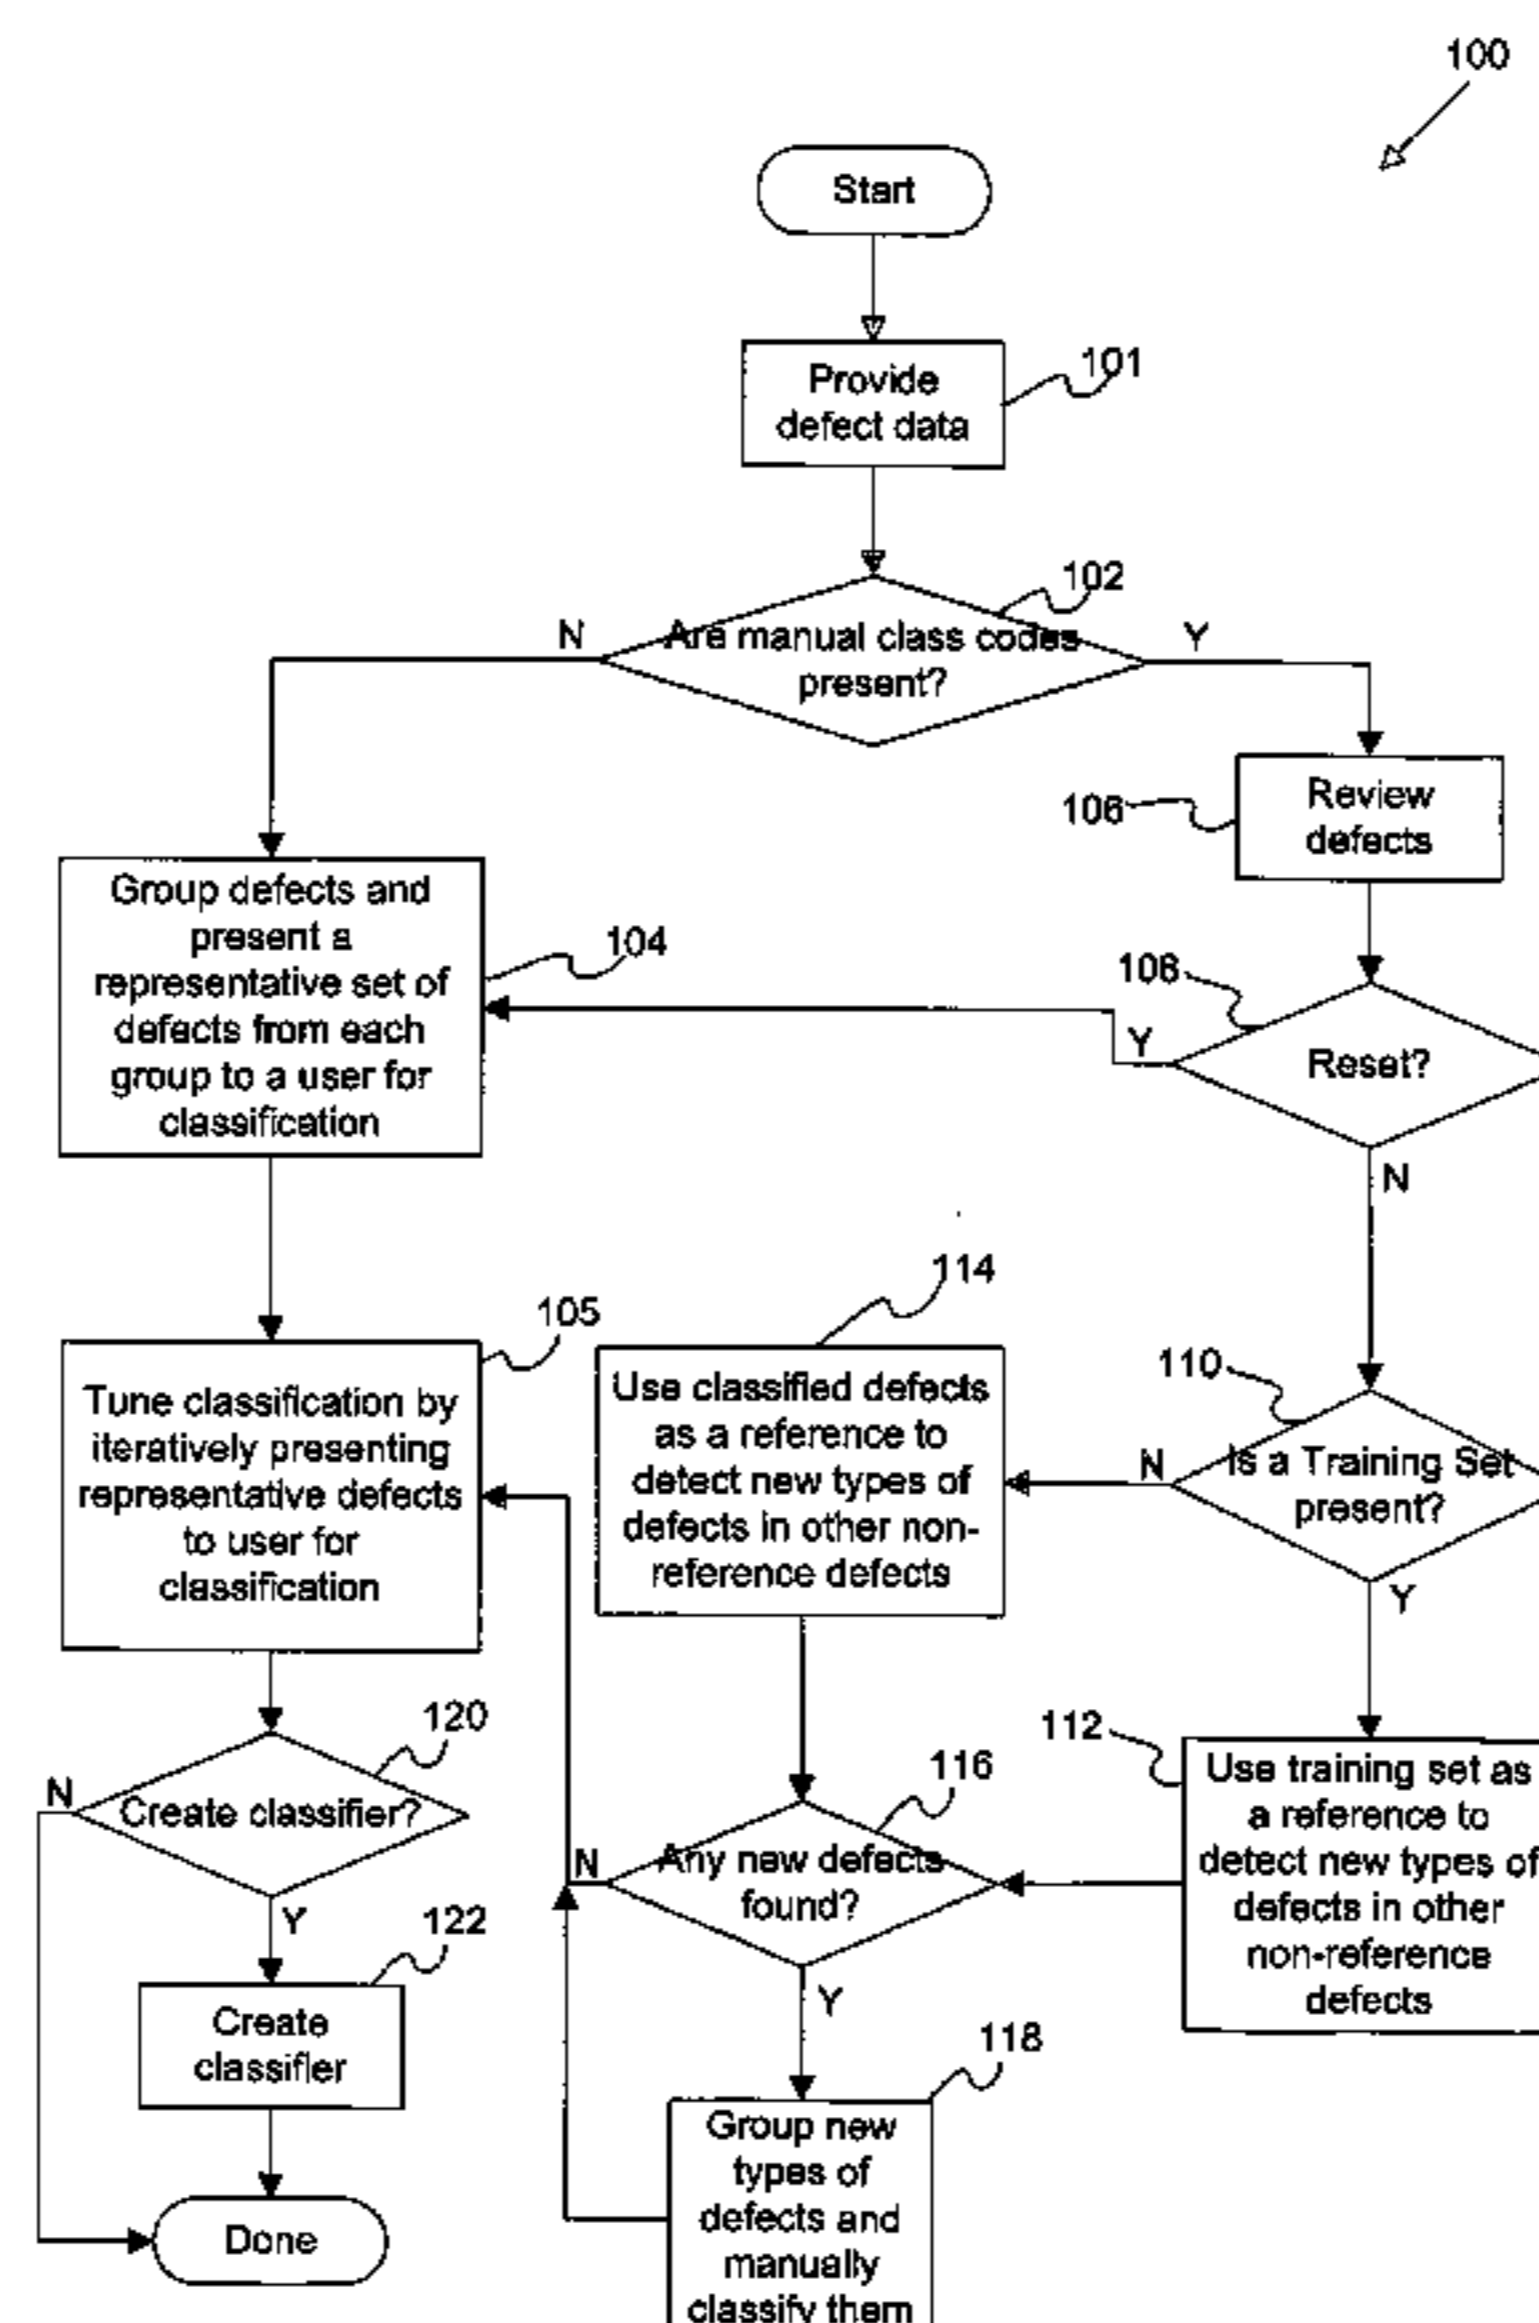 100
Start
Provide
defect data
101
102
Are manual class codes
present?
N
Y
Review
defects
106
Group defects and
present a
representative set of
defects from each
group to a user for
classification
104
108
Reset?
Y
N
114
105
Tune classification by
iteratively presenting
representative defects
to user for
classification
Use classified defects
as a reference to
detect new types of
defects in other non-
reference defects
110
Is a Training Set
present?
N
Y
120
Create classifier?
N
Y
116
Any new defects
found?
N
Y
112
Use training set as
a reference to
detect new types of
defects in other
non-reference
defects
122
Create
classifier
118
Group new
types of
defects and
manually
classify them
Done